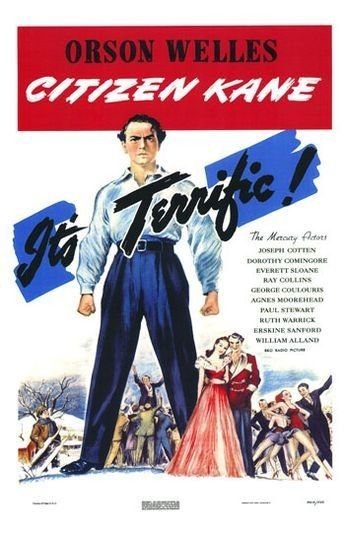 ORSON WELLES
CITIZEN KANE
It's Terrific!
The Mercury Actors
JOSEPH COTTEN
DOROTHY COMINGORE
EVERETT SLOANE
RAY COLLINS
GEORGE COULOURIS
AGNES MOOREHEAD
PAUL STEWART
RUTH WARRICK
ERSKINE SANFORD
WILLIAM ALLAND
RKO RADIO PICTURE